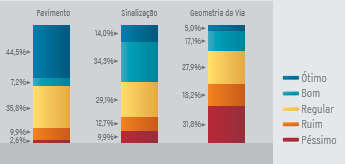 Pavimento Sinalização Geometria da Via
44,5%
7,2%
35,8%
9,9%
2,6%
14,0%
34,3%
29,1%
12,7%
9,9%
5,0%
17,1%
27,9%
18,2%
31,8%
Ótimo
Bom
Regular
Ruim
Péssimo